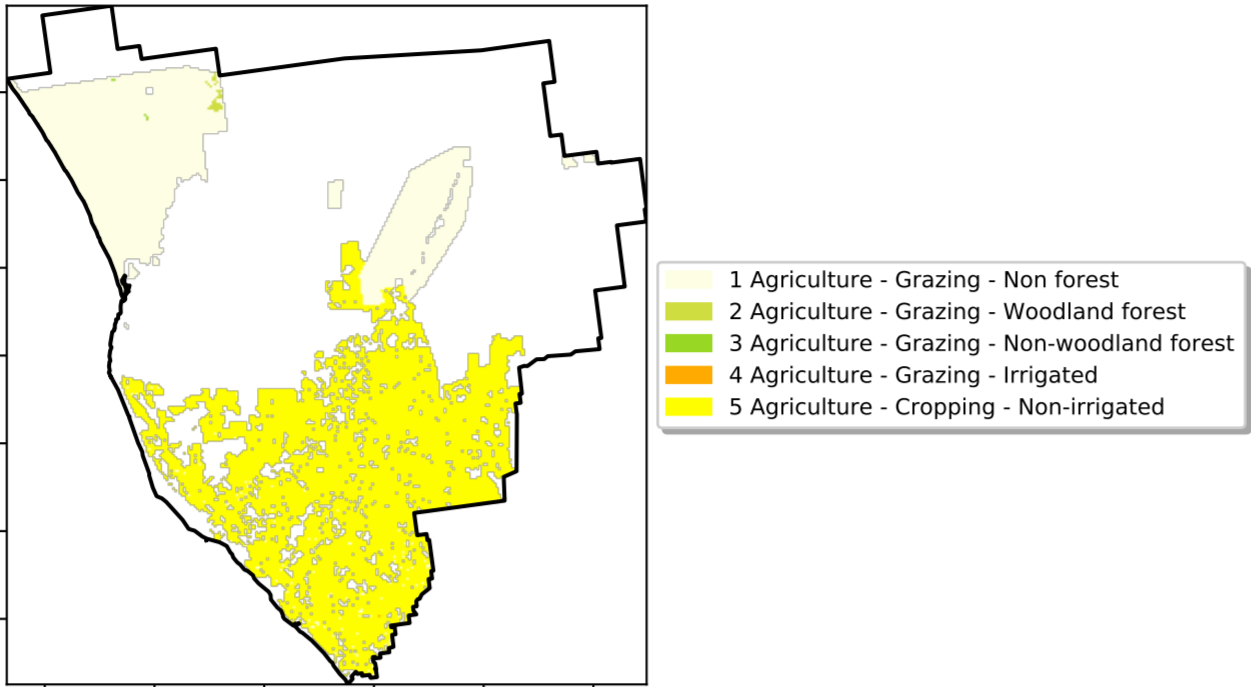 1 Agriculture - Grazing - Non forest
2 Agriculture - Grazing - Woodland forest
3 Agriculture - Grazing - Non-woodland forest
4 Agriculture - Grazing - Irrigated
5 Agriculture - Cropping - Non-irrigated